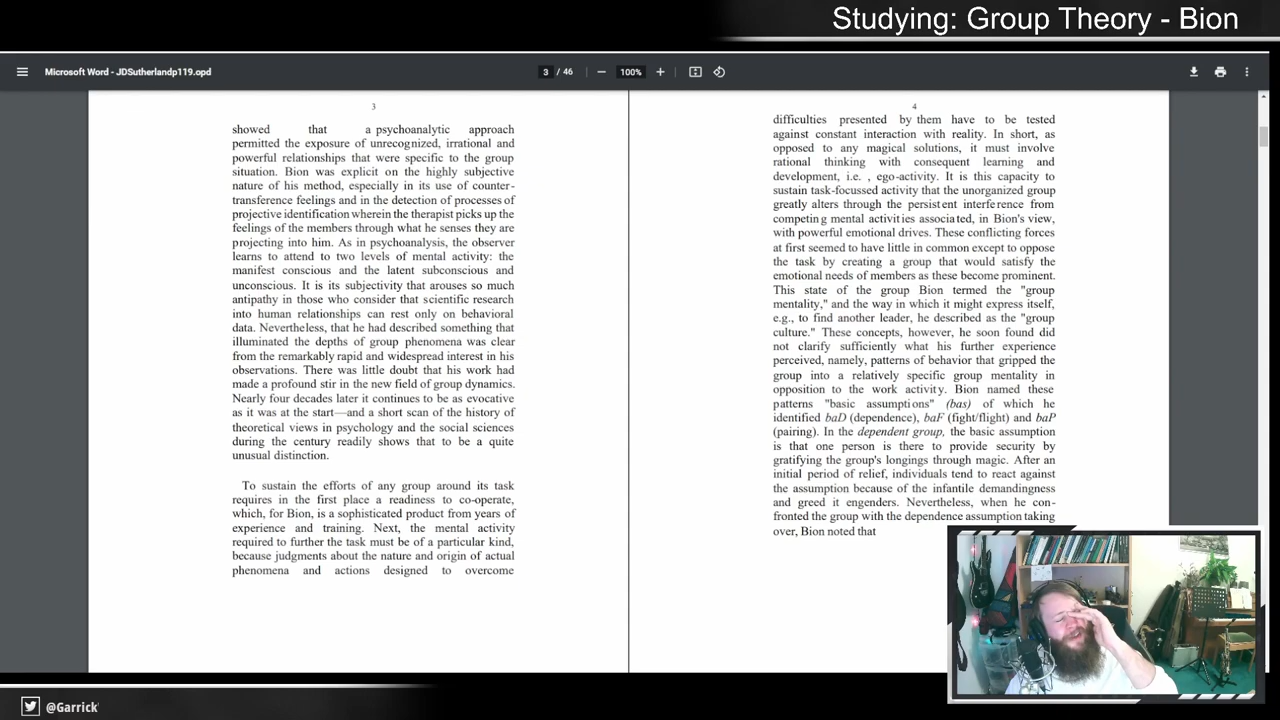 Studying: Group Theory - Bion
Microsoft Word - JDSutherlandp119.opd
3 / 46
100%
3
showed that a psychoanalytic approach
permitted the exposure of unrecognized, irrational and
powerful relationships that were specific to the group
situation. Bion was explicit on the highly subjective
nature of his method, especially in its use of counter-
transference feelings and in the detection of processes of
projective identification wherein the therapist picks up the
feelings of the members through what he senses they are
projecting into him. As in psychoanalysis, the observer
learns to attend to two levels of mental activity: the
manifest conscious and the latent subconscious and
unconscious. It is its subjectivity that arouses so much
antipathy in those who consider that scientific research
into human relationships can rest only on behavioral
data. Nevertheless, that he had described something that
illuminated the depths of group phenomena was clear
from the remarkably rapid and widespread interest in his
observations. There was little doubt that his work had
made a profound stir in the new field of group dynamics.
Nearly four decades later it continues to be as evocative
as it was at the start—and a short scan of the history of
theoretical views in psychology and the social sciences
during the century readily shows that to be a quite
unusual distinction.
To sustain the efforts of any group around its task
requires in the first place a readiness to co-operate,
which, for Bion, is a sophisticated product from years of
experience and training. Next, the mental activity
required to further the task must be of a particular kind,
because judgments about the nature and origin of actual
phenomena and actions designed to overcome
4
difficulties presented by them have to be tested
against constant interaction with reality. In short, as
opposed to any magical solutions, it must involve
rational thinking with consequent learning and
development, i.e. , ego-activity. It is this capacity to
sustain task-focussed activity that the unorganized group
greatly alters through the persistent interference from
competing mental activities associated, in Bion's view,
with powerful emotional drives. These conflicting forces
at first seemed to have little in common except to oppose
the task by creating a group that would satisfy the
emotional needs of members as these become prominent.
This state of the group Bion termed the "group
mentality," and the way in which it might express itself,
e.g., to find another leader, he described as the "group
culture." These concepts, however, he soon found did
not clarify sufficiently what his further experience
perceived, namely, patterns of behavior that gripped the
group into a relatively specific group mentality in
opposition to the work activity. Bion named these
patterns "basic assumptions" (bas) of which he
identified baD (dependence), baF (fight/flight) and baP
(pairing). In the dependent group, the basic assumption
is that one person is there to provide security by
gratifying the group's longings through magic. After an
initial period of relief, individuals tend to react against
the assumption because of the infantile demandingness
and greed it engenders. Nevertheless, when he con-
fronted the group with the dependence assumption taking
over, Bion noted that
@Garrick